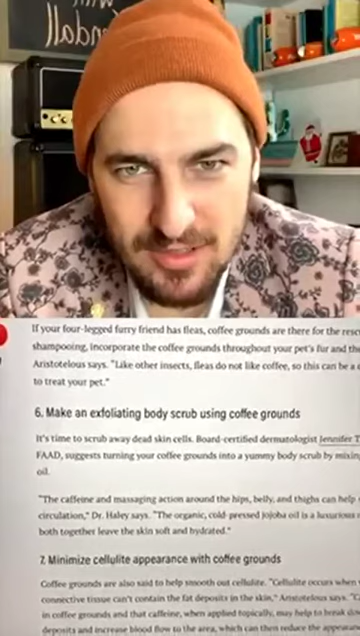 If your four-legged furry friend has fleas, coffee grounds are there for the
shampooing, incorporate the coffee grounds throughout your pet's fur and
Aristotelous says. "Like other insects, fleas do not like coffee, so this can be a
to treat your pet."
6. Make an exfoliating body scrub using coffee grounds
It's time to scrub away dead skin cells. Board-certified dermatologist Jennifer
FAAD, suggests turning your coffee grounds into a yummy body scrub by
oil.
"The caffeine and massaging action around the hips, belly, and thighs can help
circulation," Dr. Haley says. "The organic, cold-pressed jojoba oil is a luxurious
both together leave the skin soft and hydrated."
7. Minimize cellulite appearance with coffee grounds
Coffee grounds are also said to help smooth out cellulite. "Cellulite occurs when
connective tissue can't contain the fat deposits in the skin," Aristotelous says.
in coffee grounds and that caffeine, when applied topically, may help to break
deposits and increase blood flow to the area, which can then reduce the